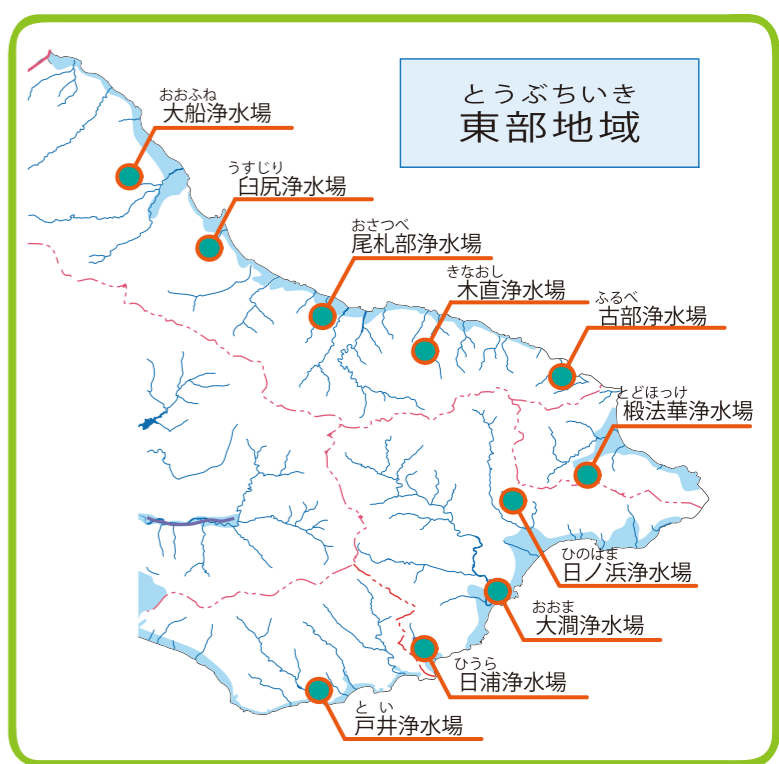 とうぶちいき
東部地域
おおふね
大船浄水場
うすじり
臼尻浄水場
おさつべ
尾札部浄水場
きなおし
木直浄水場
ふるべ
古部浄水場
とどほっけ
椴法華浄水場
ひのはま
日ノ浜浄水場
おおま
大澗浄水場
ひうら
日浦浄水場
とい
戸井浄水場